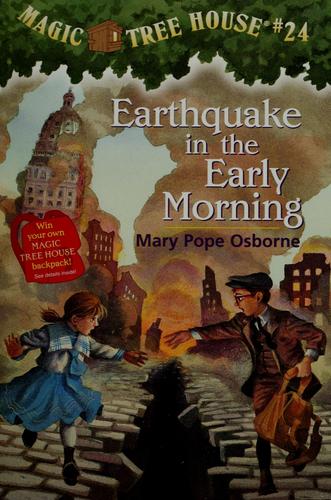 MAGIC TREE HOUSE® #24
Earthquake
in the
Early
Morning
Mary Pope Osborne
Win
your own
MAGIC
TREE HOUSE
backpack!
See details inside!